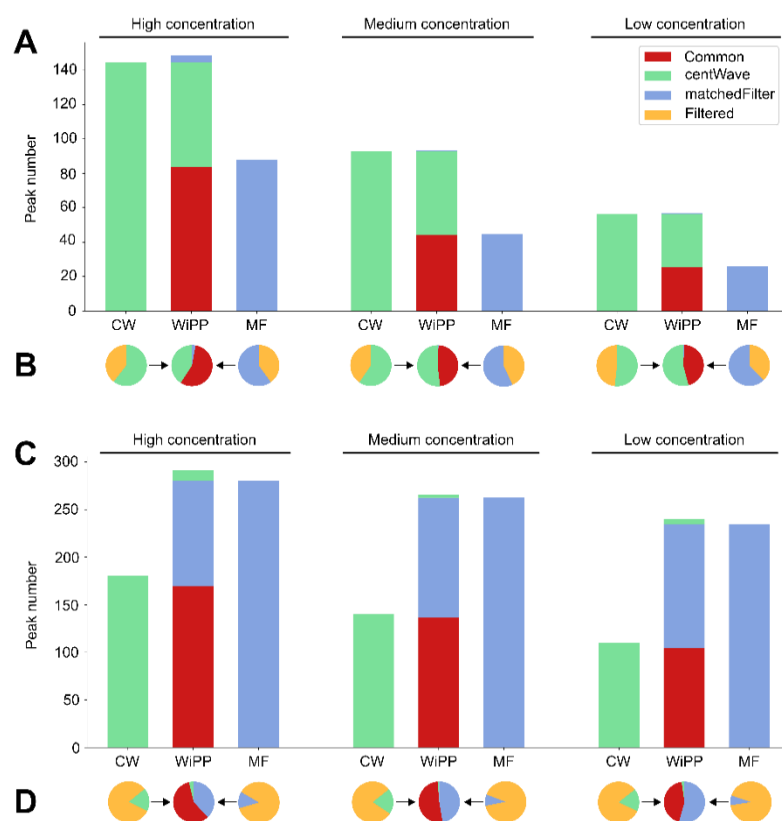 A
High concentration
Medium concentration
Low concentration
Common
centWave
matchedFilter
Filtered
Peak number
140
120
100
80
60
40
20
0
CW WiPP MF
CW WiPP MF
CW WiPP MF
B
C
High concentration
Medium concentration
Low concentration
Peak number
300
250
200
150
100
50
0
CW WiPP MF
CW WiPP MF
CW WiPP MF
D